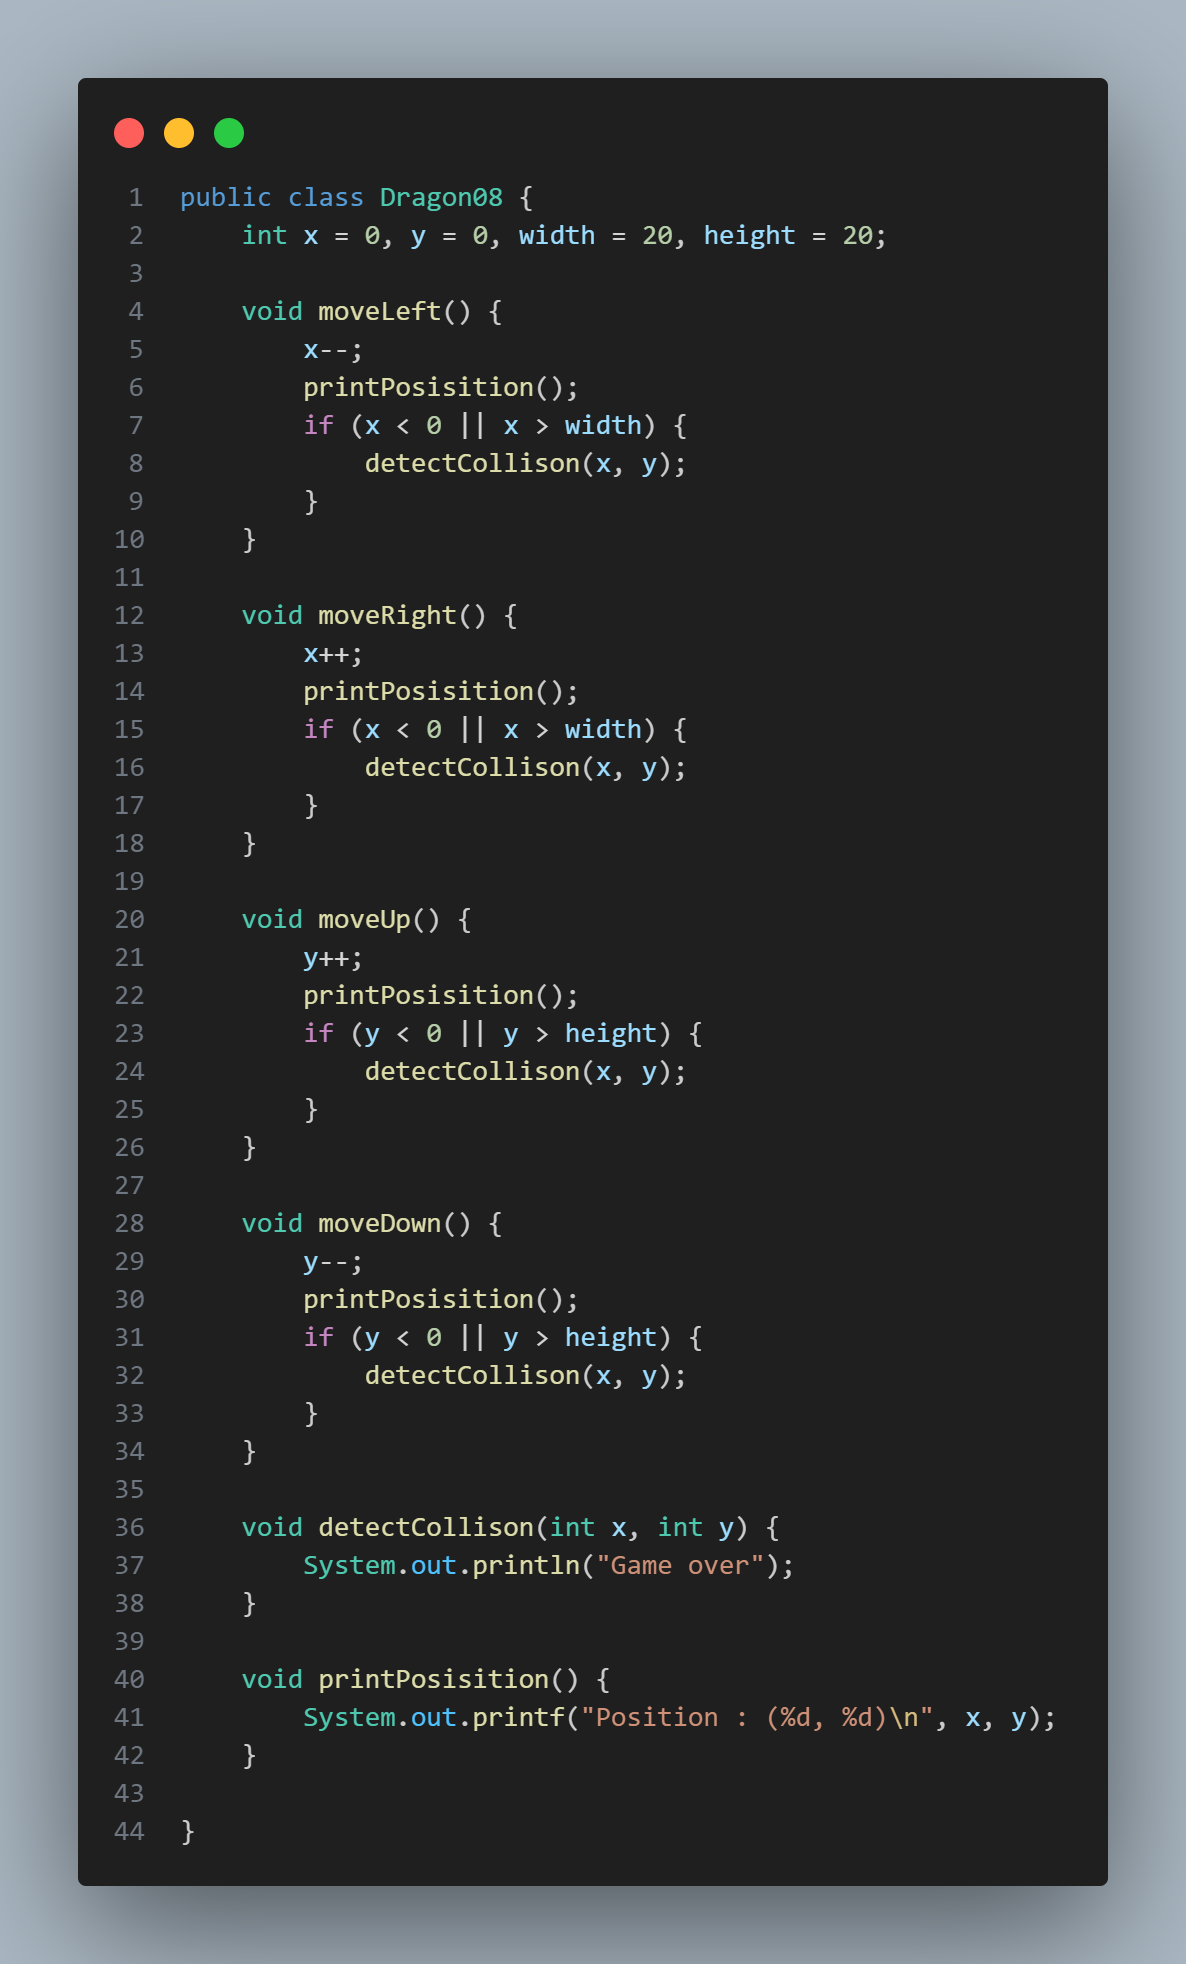 1 public class Dragon08 {
2     int x = 0, y = 0, width = 20, height = 20;
3
4     void moveLeft() {
5         x--;
6         printPosisition();
7         if (x < 0 || x > width) {
8             detectCollison(x, y);
9         }
10     }
11
12     void moveRight() {
13         x++;
14         printPosisition();
15         if (x < 0 || x > width) {
16             detectCollison(x, y);
17         }
18     }
19
20     void moveUp() {
21         y++;
22         printPosisition();
23         if (y < 0 || y > height) {
24             detectCollison(x, y);
25         }
26     }
27
28     void moveDown() {
29         y--;
30         printPosisition();
31         if (y < 0 || y > height) {
32             detectCollison(x, y);
33         }
34     }
35
36     void detectCollison(int x, int y) {
37         System.out.println("Game over");
38     }
39
40     void printPosisition() {
41         System.out.printf("Position : (%d, %d)\n", x, y);
42     }
43
44 }